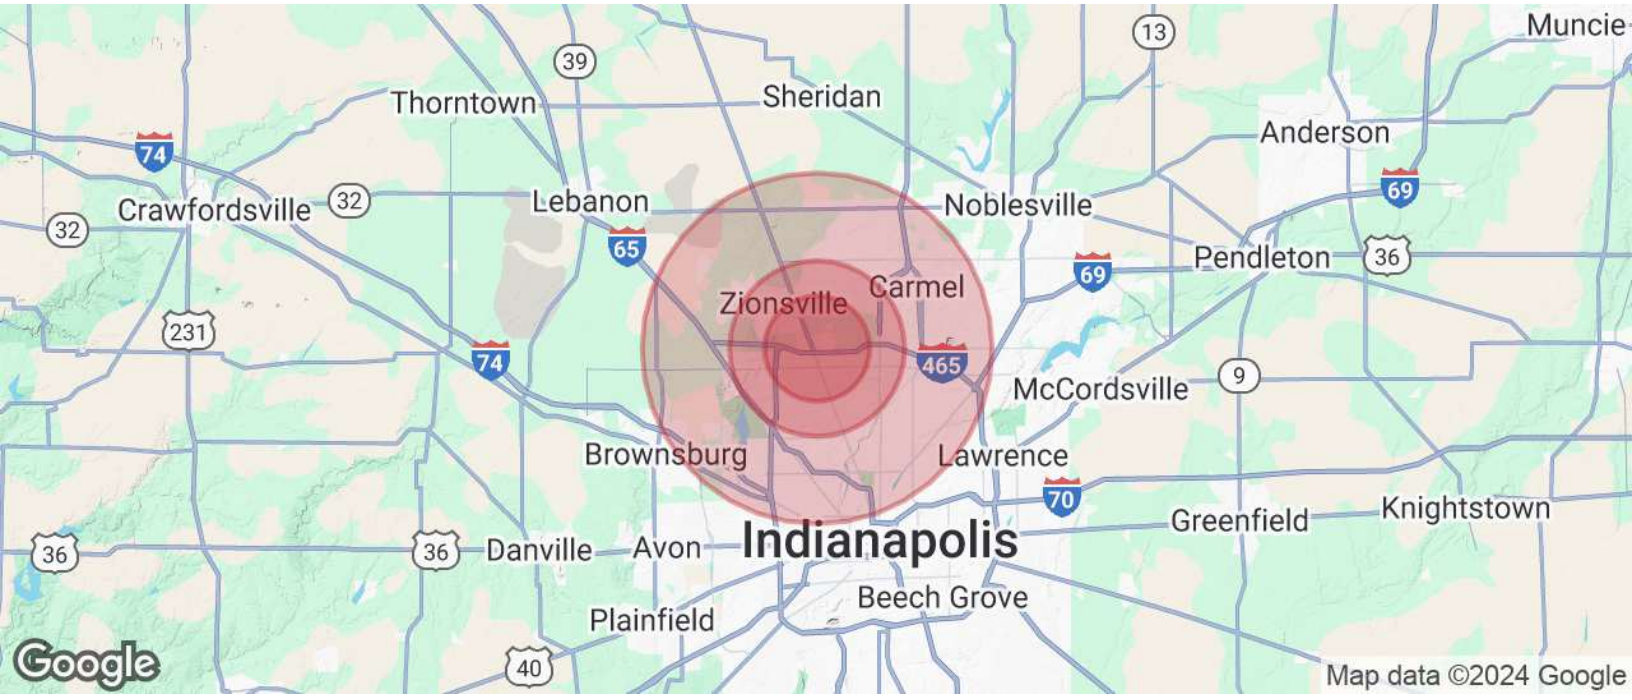 Muncie
13
39
Thorntown
Sheridan
Anderson
74
69
Crawfordsville
32
Lebanon
Noblesville
32
65
Pendleton
36
69
Carmel
Zionsville
231
74
465
McCordsville
9
Brownsburg
Lawrence
70
Knightstown
Greenfield
Indianapolis
36
36
Danville
Avon
Beech Grove
Plainfield
40
Google
Map data ©2024 Google